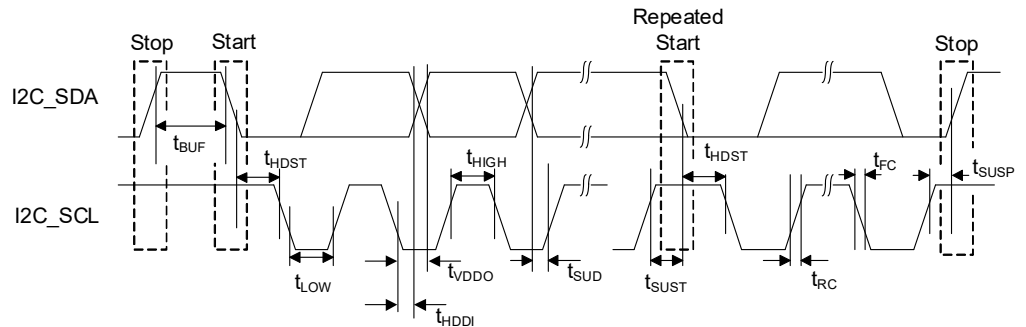 Repeated
Stop Start Start Stop
I2C_SDA
tBUF
tHDST tHIGH tHDST tFC tSUSP
I2C_SCL
tLOW tVDDO tSUD tSUST tRC
tHDDI